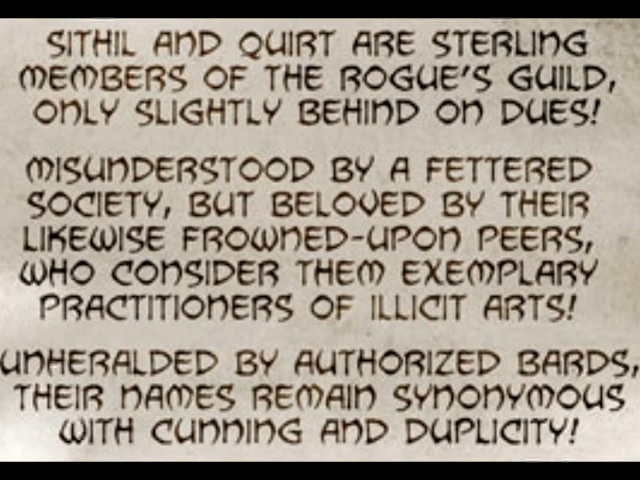 SITHIL AND QUIRT ARE STERLING
MEMBERS OF THE ROGUE'S GUILD,
ONLY SLIGHTLY BEHIND ON DUES!
MISUNDERSTOOD BY A FETTERED
SOCIETY, BUT BELOVED BY THEIR
LIKEWISE FROWNED-UPON PEERS,
WHO CONSIDER THEM EXEMPLARY
PRACTITIONERS OF ILLICIT ARTS!
UNHERALDED BY AUTHORIZED BARDS,
THEIR NAMES REMAIN SYNONYMOUS
WITH CUNNING AND DUPLICITY!